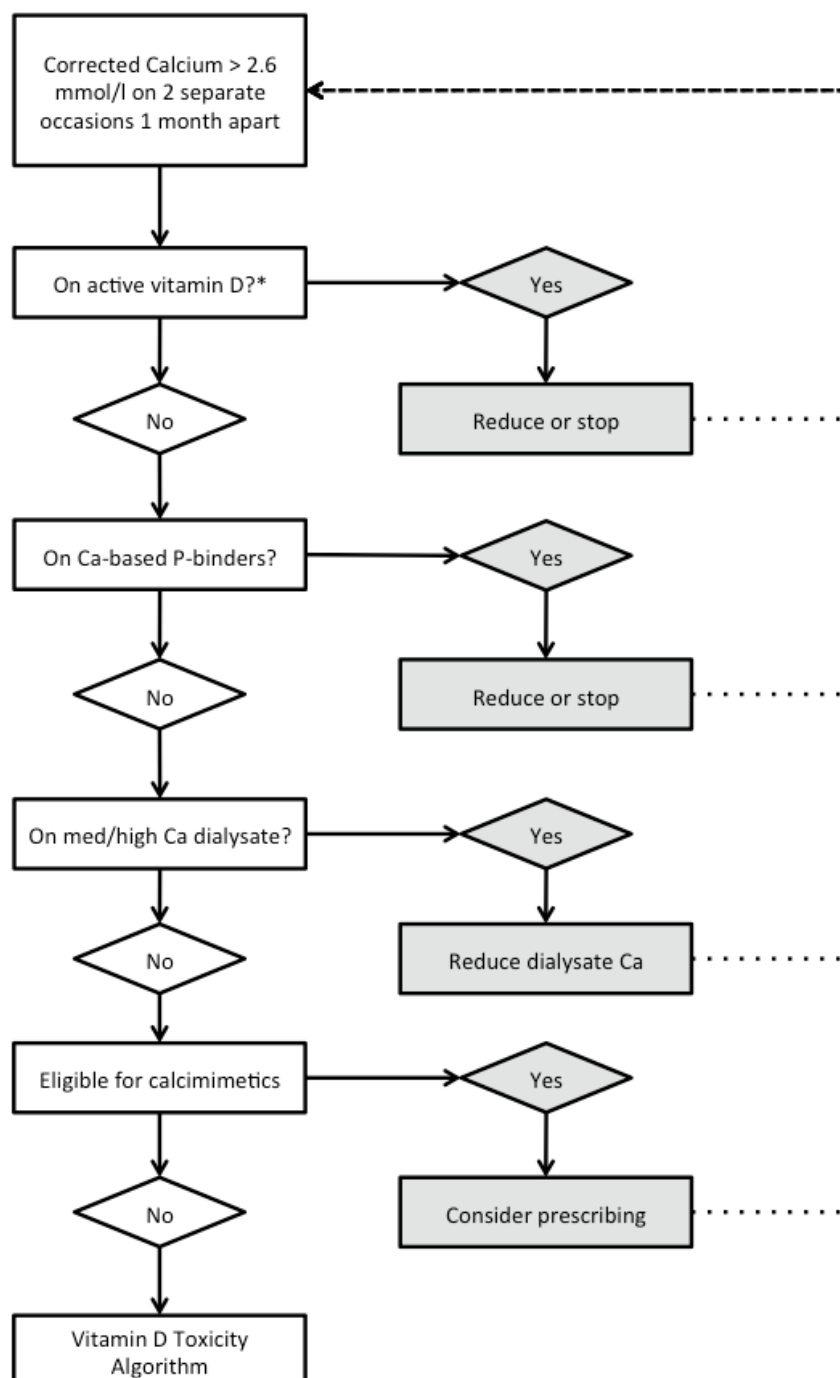 Corrected Calcium > 2.6
mmol/l on 2 separate
occasions 1 month apart
On active vitamin D?*
Yes
No
Reduce or stop
On Ca-based P-binders?
Yes
No
Reduce or stop
On med/high Ca dialysate?
Yes
No
Reduce dialysate Ca
Eligible for calcimimetics
Yes
No
Consider prescribing
Vitamin D Toxicity
Algorithm